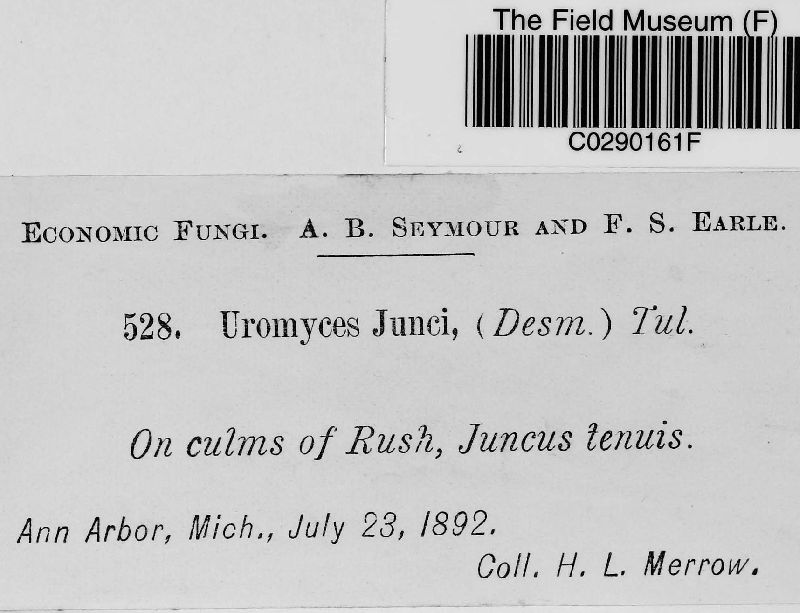 The Field Museum (F)
C0290161F
Economic Fungi. A. B. Seymour and F. S. Earle.
528. Uromyces Junci, (Desm.) Tul.
On culms of Rush, Juncus tenuis.
Ann Arbor, Mich., July 23, 1892.
Coll. H. L. Merrow.